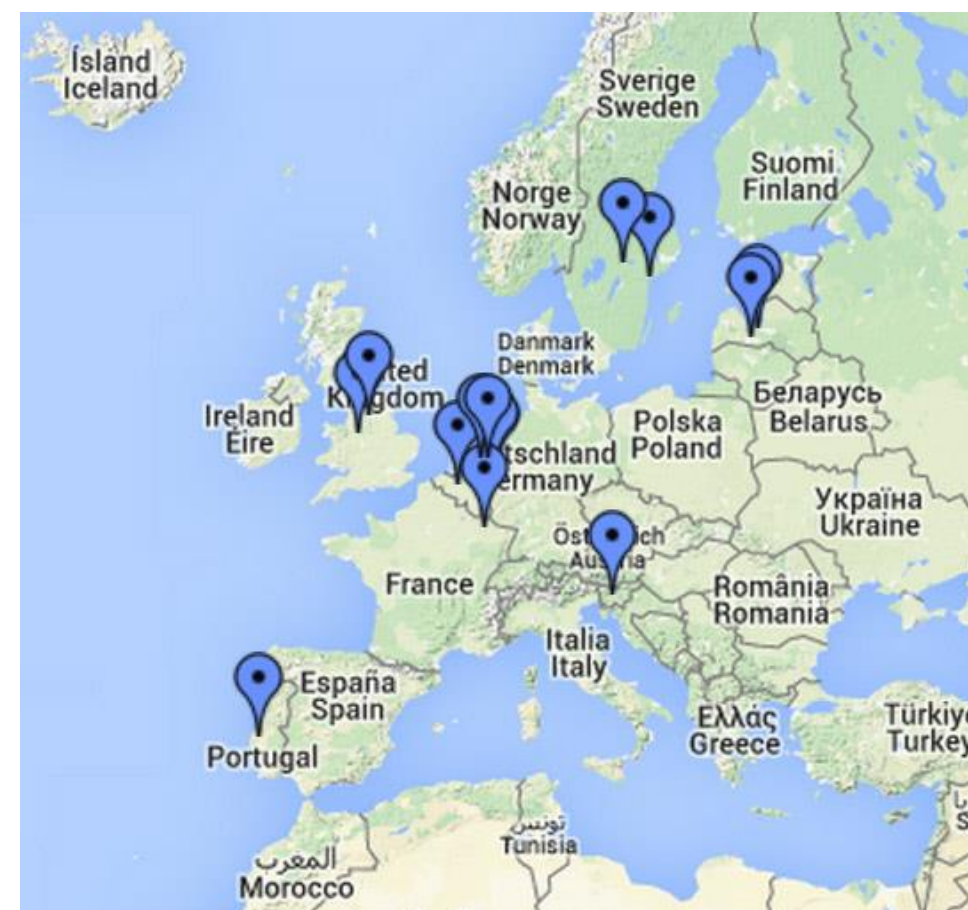 Ísland
Iceland
Sverige
Sweden
Suomi
Finland
Norge
Norway
Danmark
Denmark
Kingdom
Ireland
Éire
Беларусь
Belarus
Polska
Poland
Україна
Ukraine
France
România
Romania
Italia
Italy
España
Spain
Portugal
Ελλάς
Greece
Türkiye
Turkey
تونس
Tunisia
المغرب
Morocco